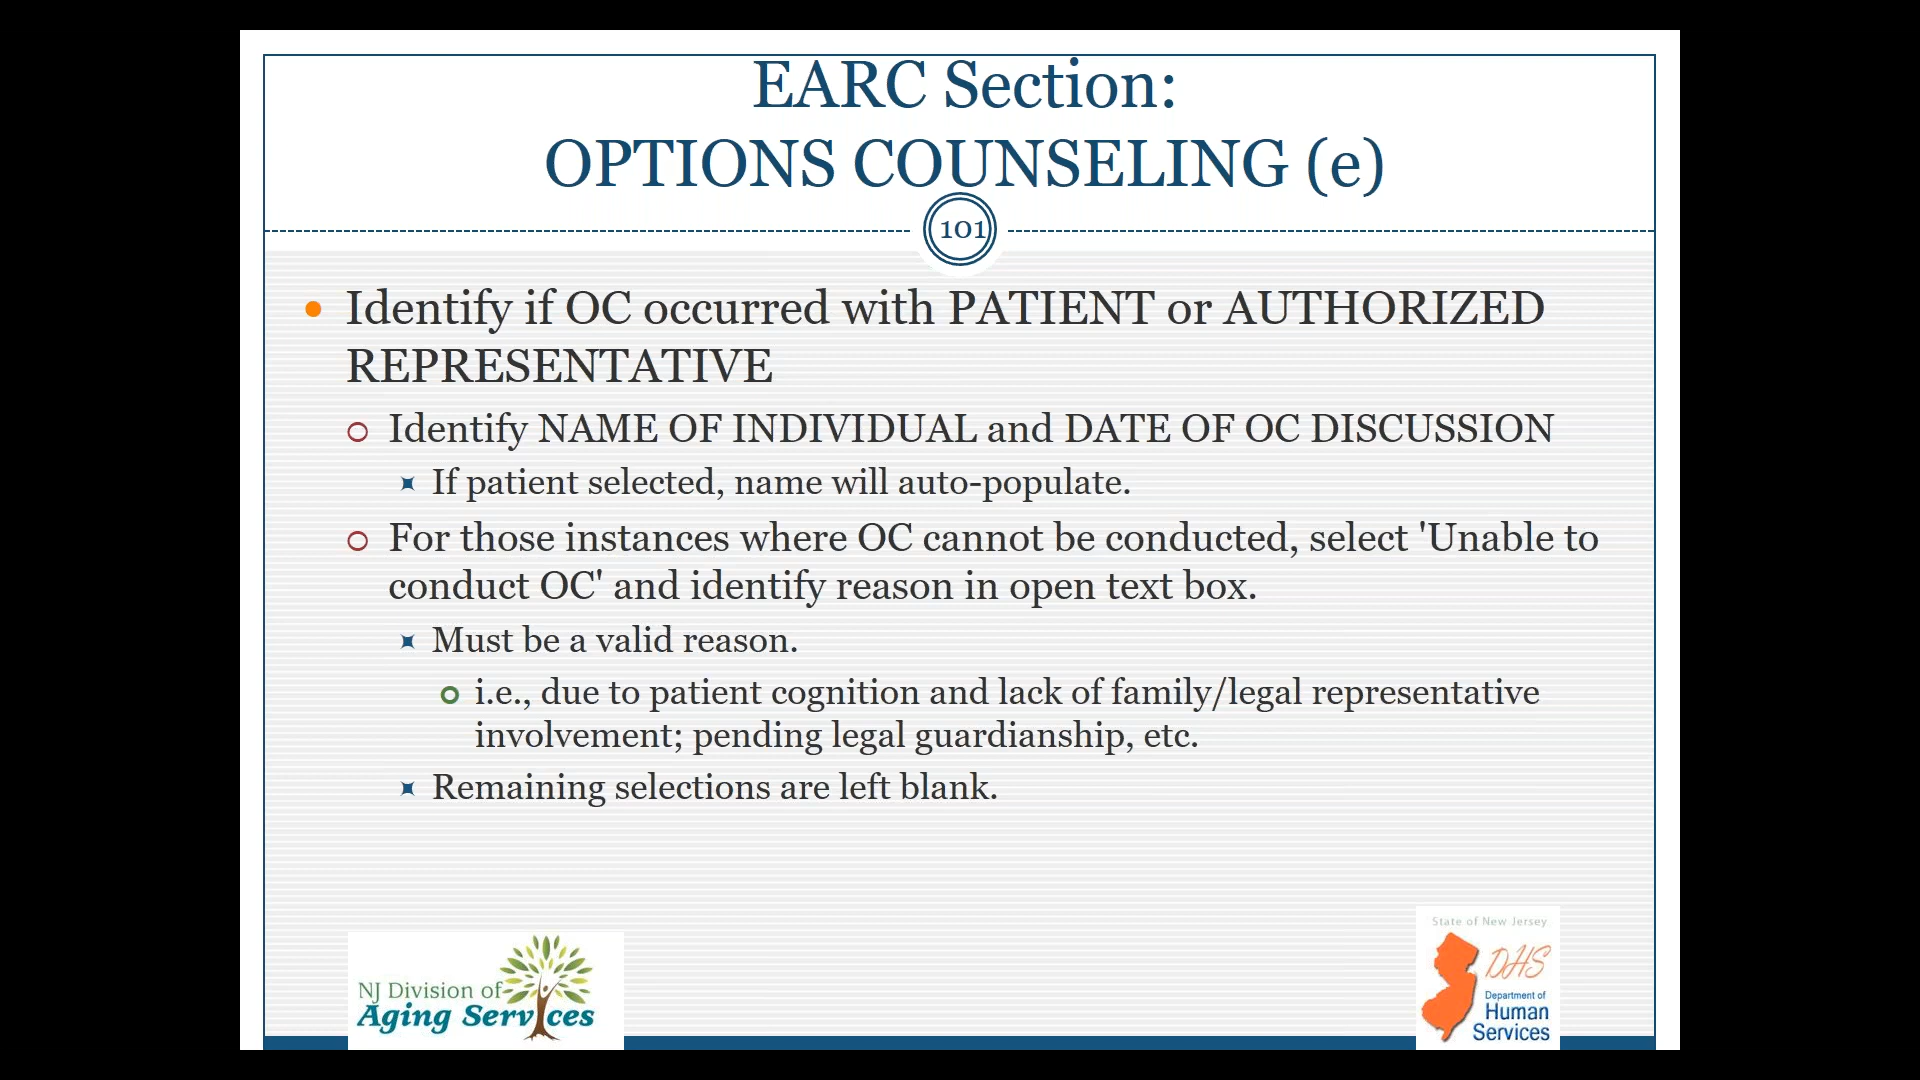 EARC Section:
OPTIONS COUNSELING (e)
101
Identify if OC occurred with PATIENT or AUTHORIZED
REPRESENTATIVE
Identify NAME OF INDIVIDUAL and DATE OF OC DISCUSSION
If patient selected, name will auto-populate.
For those instances where OC cannot be conducted, select 'Unable to
conduct OC' and identify reason in open text box.
Must be a valid reason.
i.e., due to patient cognition and lack of family/legal representative
involvement; pending legal guardianship, etc.
Remaining selections are left blank.
NJ Division of
Aging Services
State of New Jersey
DHS
Department of
Human
Services